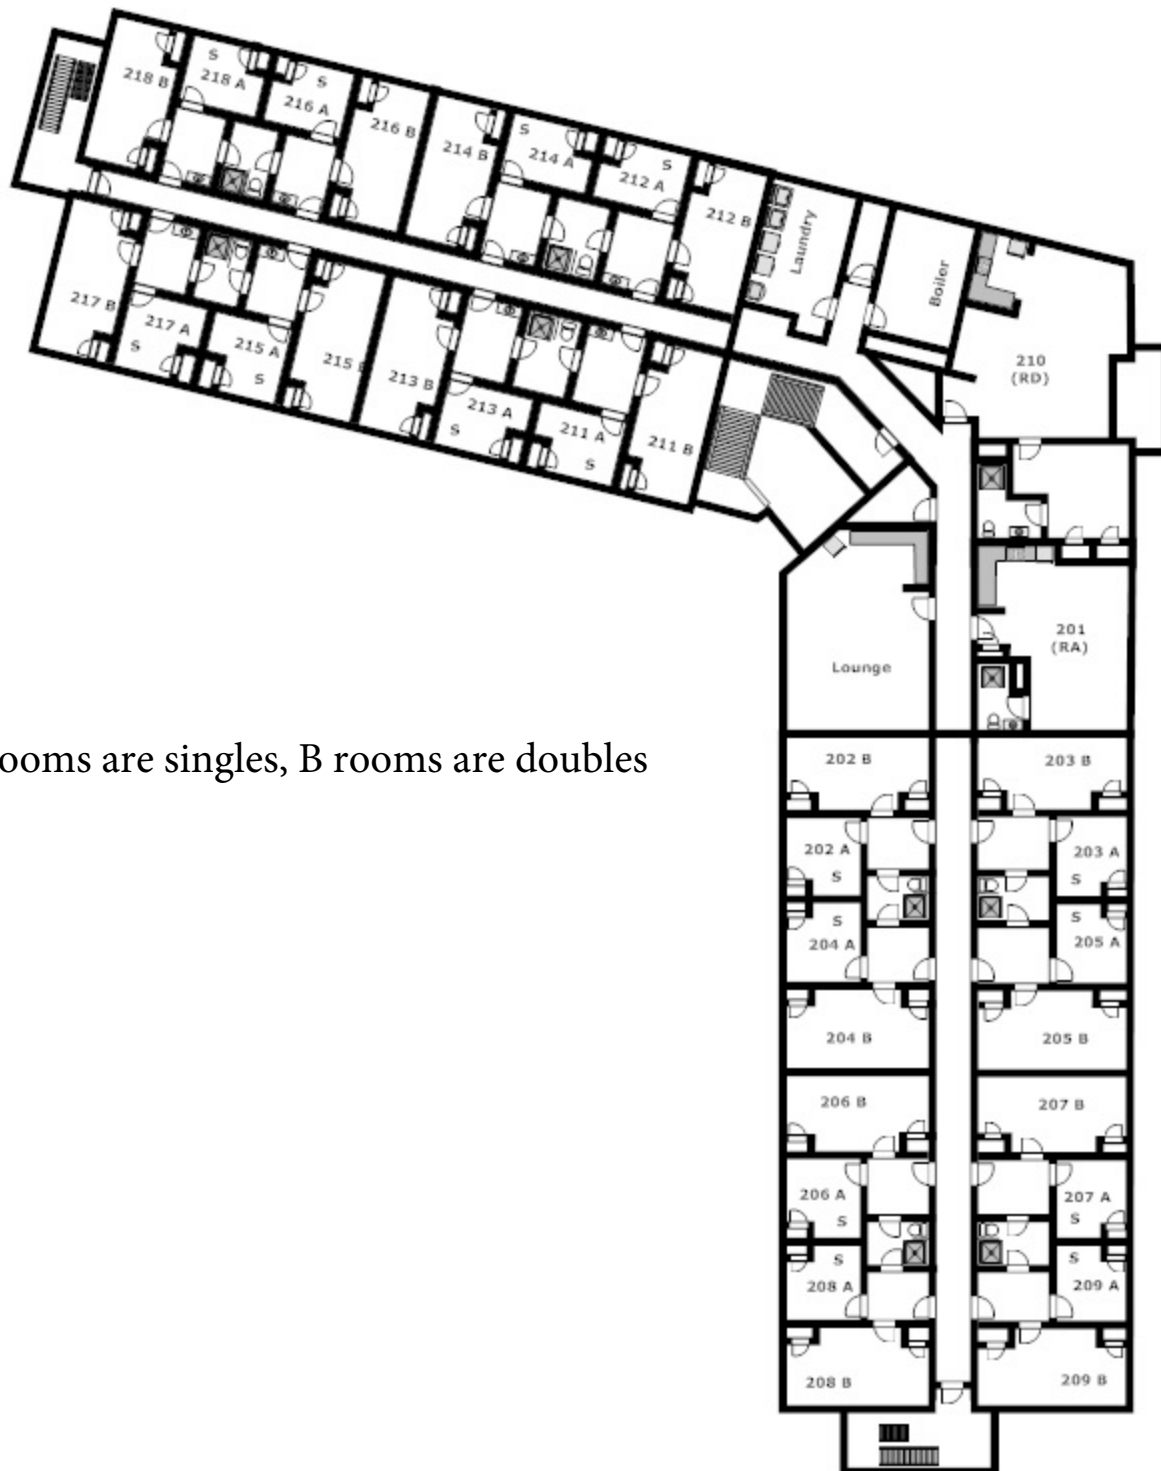 218 B
S
218 A
S
216 A
216 B
214 B
S
214 A
S
212 A
212 B
Laundry
Boiler
210
(RD)
217 B
217 A
S
215 A
S
215
213 B
213 A
S
211 A
S
211 B
201
(RA)
Lounge
ooms are singles, B rooms are doubles
202 B
203 B
202 A
S
203 A
S
S
204 A
S
205 A
204 B
205 B
206 B
207 B
206 A
S
207 A
S
S
208 A
S
209 A
208 B
209 B